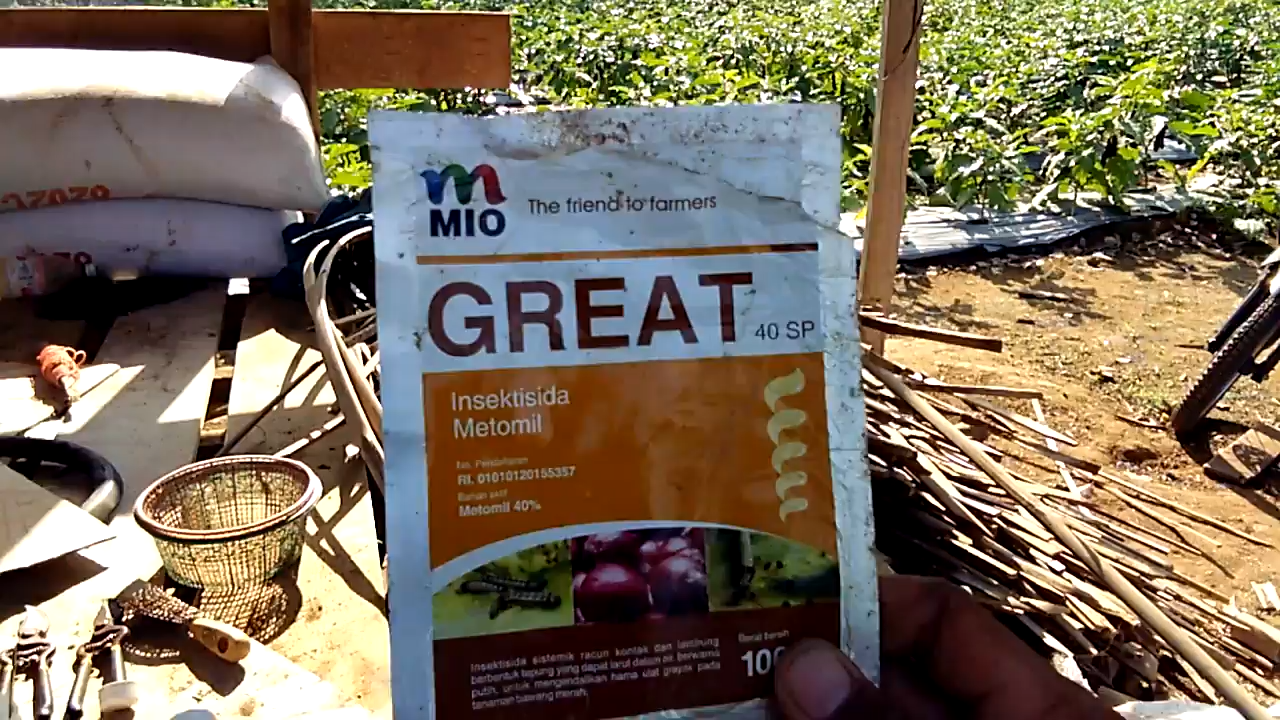 MIO
The friend to farmers
GREAT 40 SP
Insektisida
Metomil
No. Pendaftaran
RI. 01010120155357
Bahan aktif
Metomil 40%
Insektisida sistemik racun kontak dan lambung
berbentuk tepung yang dapat larut dalam air berwarna
putih, untuk mengendalikan hama ulat grayak pada
tanaman bawang merah.
Berat bersih